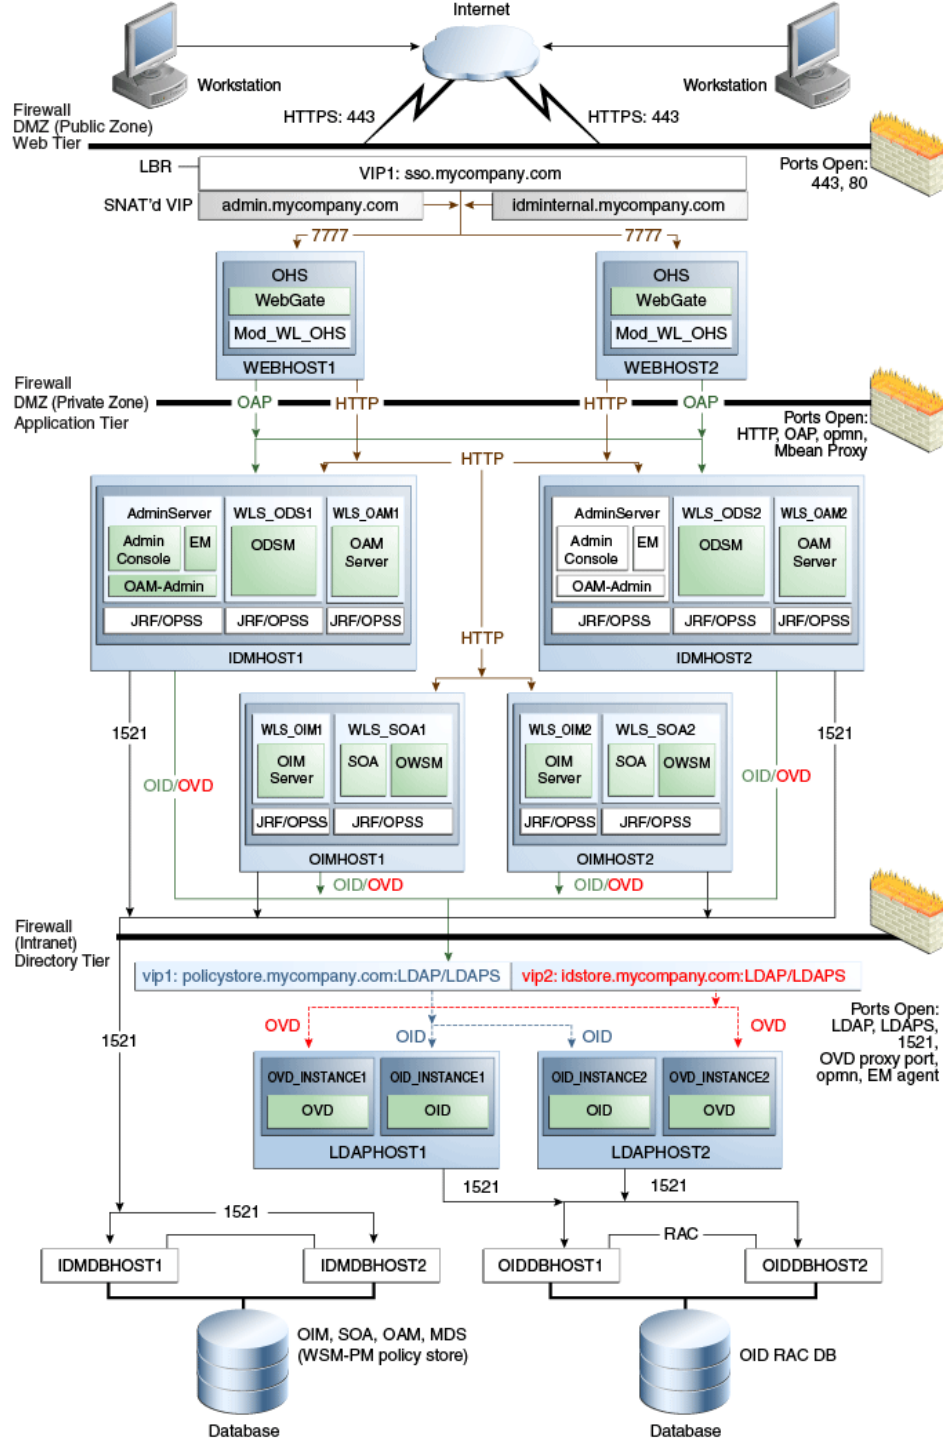 Internet
Workstation
Workstation
HTTPS: 443
HTTPS: 443
Firewall
DMZ (Public Zone)
Web Tier
Ports Open:
443, 80
LBR
VIP1: sso.mycompany.com
SNAT'd VIP
admin.mycompany.com
idminternal.mycompany.com
7777
7777
OHS
WebGate
Mod_WL_OHS
WEBHOST1
OHS
WebGate
Mod_WL_OHS
WEBHOST2
Firewall
DMZ (Private Zone)
Application Tier
OAP
HTTP
HTTP
OAP
Ports Open:
HTTP, OAP, opmn,
Mbean Proxy
HTTP
AdminServer
Admin
Console
EM
OAM-Admin
JRF/OPSS
WLS_ODS1
ODSM
JRF/OPSS
WLS_OAM1
OAM
Server
JRF/OPSS
IDMHOST1
AdminServer
Admin
Console
EM
OAM-Admin
JRF/OPSS
WLS_ODS2
ODSM
JRF/OPSS
WLS_OAM2
OAM
Server
JRF/OPSS
IDMHOST2
HTTP
1521
OID/OVD
WLS_OIM1
OIM
Server
JRF/OPSS
WLS_SOA1
SOA
OWSM
JRF/OPSS
OIMHOST1
WLS_OIM2
OIM
Server
JRF/OPSS
WLS_SOA2
SOA
OWSM
JRF/OPSS
OIMHOST2
1521
OID/OVD
OID/OVD
OID/OVD
Firewall
(Intranet)
Directory Tier
vip1: policystore.mycompany.com:LDAP/LDAPS
vip2: idstore.mycompany.com:LDAP/LDAPS
Ports Open:
LDAP, LDAPS,
1521,
OVD proxy port,
opmn, EM agent
1521
OVD
OID
OID
OVD
OVD_INSTANCE1
OVD
OID_INSTANCE1
OID
LDAPHOST1
OID_INSTANCE2
OID
OVD_INSTANCE2
OVD
LDAPHOST2
1521
1521
1521
RAC
IDMDBHOST1
IDMDBHOST2
OIDDBHOST1
OIDDBHOST2
OIM, SOA, OAM, MDS
(WSM-PM policy store)
Database
OID RAC DB
Database